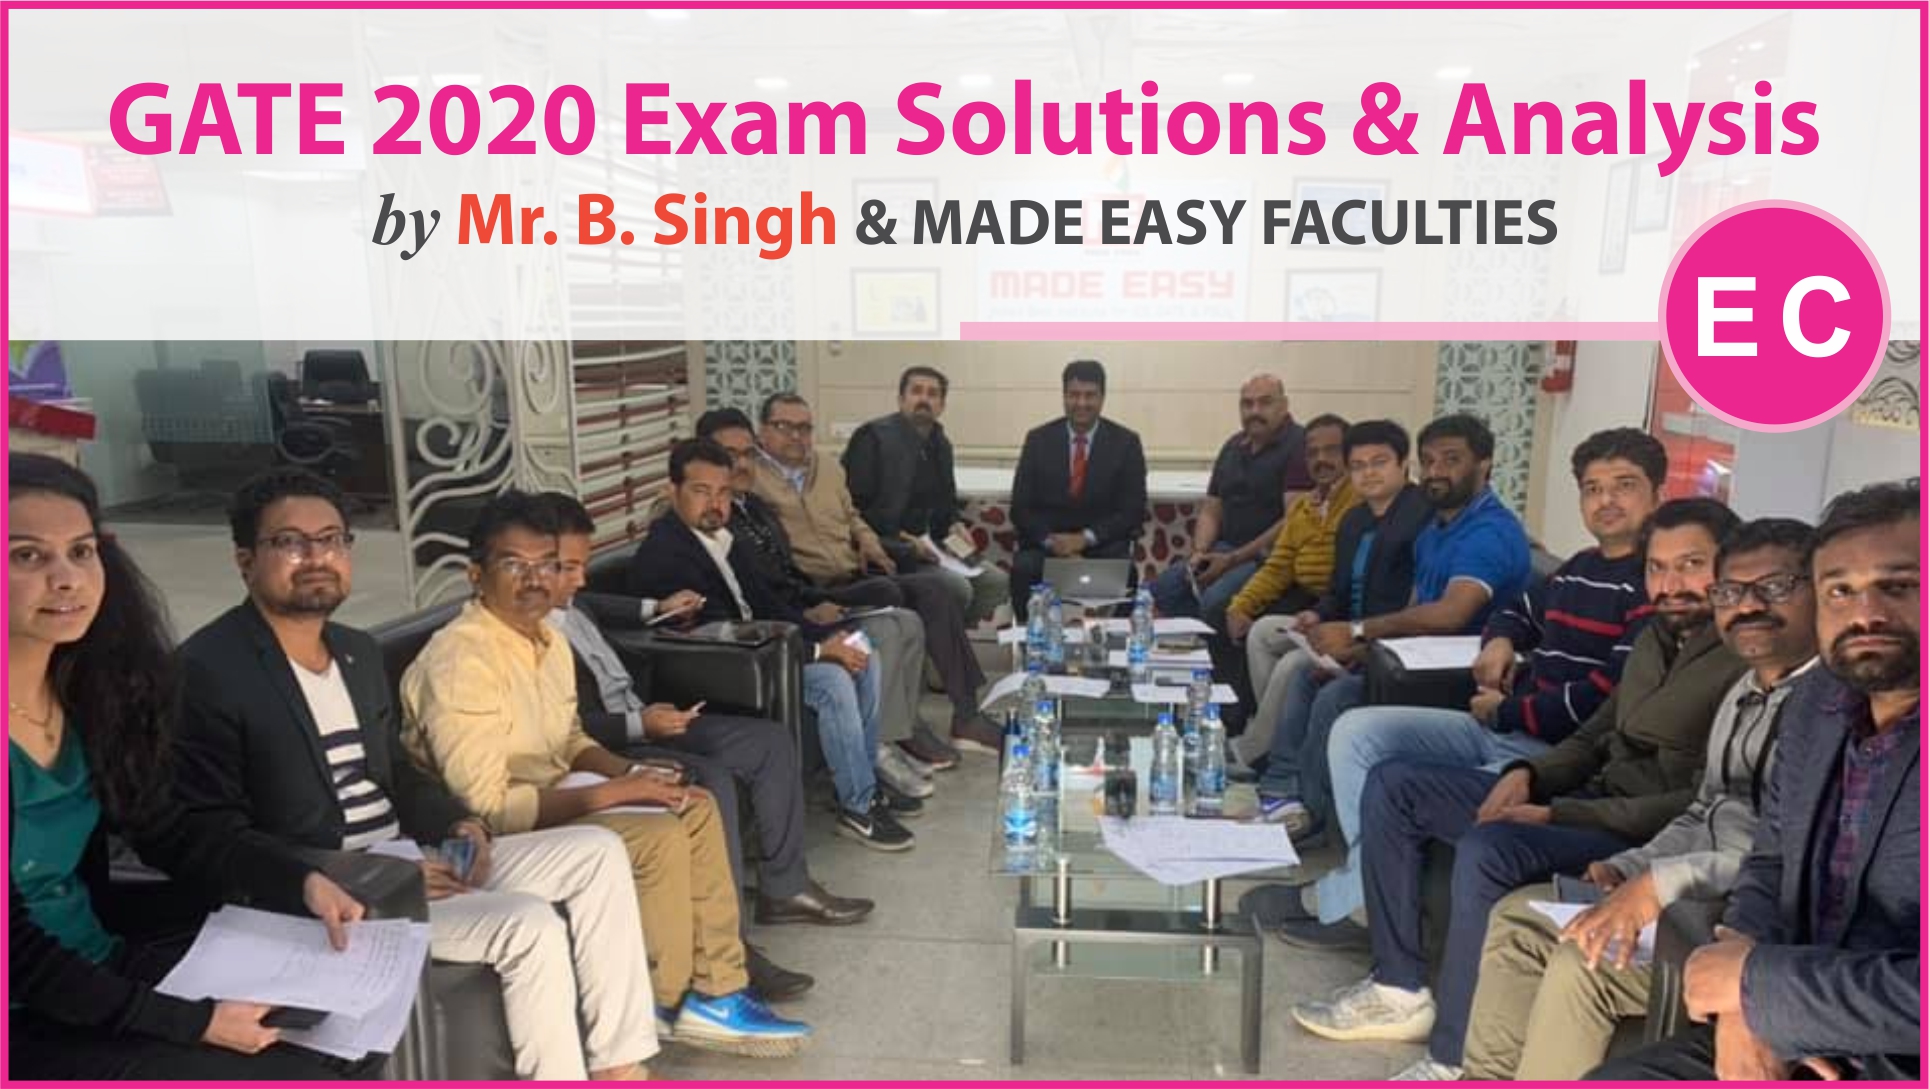 GATE 2020 Exam Solutions & Analysis
by Mr. B. Singh & MADE EASY FACULTIES
MADE EASY
EC